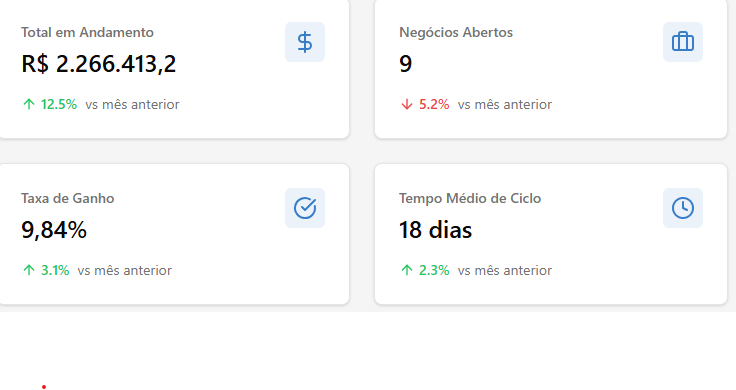 Total em Andamento
R$ 2.266.413,2
↑ 12.5% vs mês anterior
Negócios Abertos
9
↓ 5.2% vs mês anterior
Taxa de Ganho
9,84%
↑ 3.1% vs mês anterior
Tempo Médio de Ciclo
18 dias
↑ 2.3% vs mês anterior